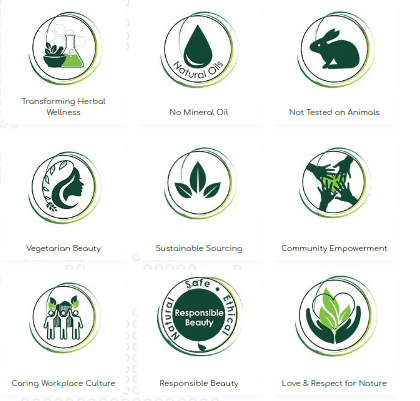 Transforming Herbal
Wellness
Natural Oils
No Mineral Oil
Not Tested on Animals
Vegetarian Beauty
Sustainable Sourcing
Community Empowerment
Caring Workplace Culture
Natural • Safe • Ethical
Responsible
Beauty
Responsible Beauty
Love & Respect for Nature